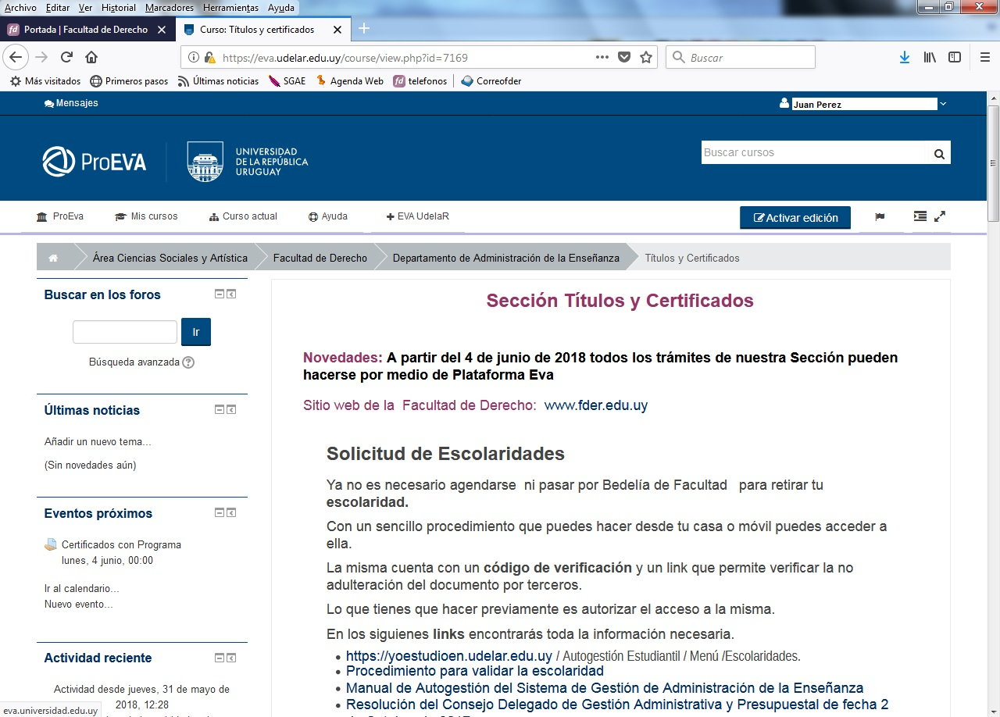 Archivo Editar Ver Historial Marcadores Herramientas Ayuda
fd Portada | Facultad de Derecho
Curso: Títulos y certificados
https://eva.udelar.edu.uy/course/view.php?id=7169
Buscar
Más visitados Primeros pasos Últimas noticias SGAE Agenda Web fd telefonos Correofder
Mensajes
Juan Perez
ProEVA
UNIVERSIDAD
DE LA REPÚBLICA
URUGUAY
Buscar cursos
ProEva Mis cursos Curso actual Ayuda EVA UdelaR
Activar edición
Área Ciencias Sociales y Artística Facultad de Derecho Departamento de Administración de la Enseñanza Títulos y Certificados
Buscar en los foros
Ir
Búsqueda avanzada
Últimas noticias
Añadir un nuevo tema...
(Sin novedades aún)
Eventos próximos
Certificados con Programa
lunes, 4 junio, 00:00
Ir al calendario...
Nuevo evento...
Actividad reciente
Actividad desde jueves, 31 de mayo de
2018, 12:28
eva.universidad.edu.uy
Sección Títulos y Certificados
Novedades: A partir del 4 de junio de 2018 todos los trámites de nuestra Sección pueden
hacerse por medio de Plataforma Eva
Sitio web de la Facultad de Derecho: www.fder.edu.uy
Solicitud de Escolaridades
Ya no es necesario agendarse ni pasar por Bedelía de Facultad para retirar tu
escolaridad.
Con un sencillo procedimiento que puedes hacer desde tu casa o móvil puedes acceder a
ella.
La misma cuenta con un código de verificación y un link que permite verificar la no
adulteración del documento por terceros.
Lo que tienes que hacer previamente es autorizar el acceso a la misma.
En los siguienes links encontrarás toda la información necesaria.
• https://yoestudioen.udelar.edu.uy / Autogestión Estudiantil / Menú /Escolaridades.
• Procedimiento para validar la escolaridad
• Manual de Autogestión del Sistema de Gestión de Administración de la Enseñanza
• Resolución del Consejo Delegado de Gestión Administrativa y Presupuestal de fecha 2